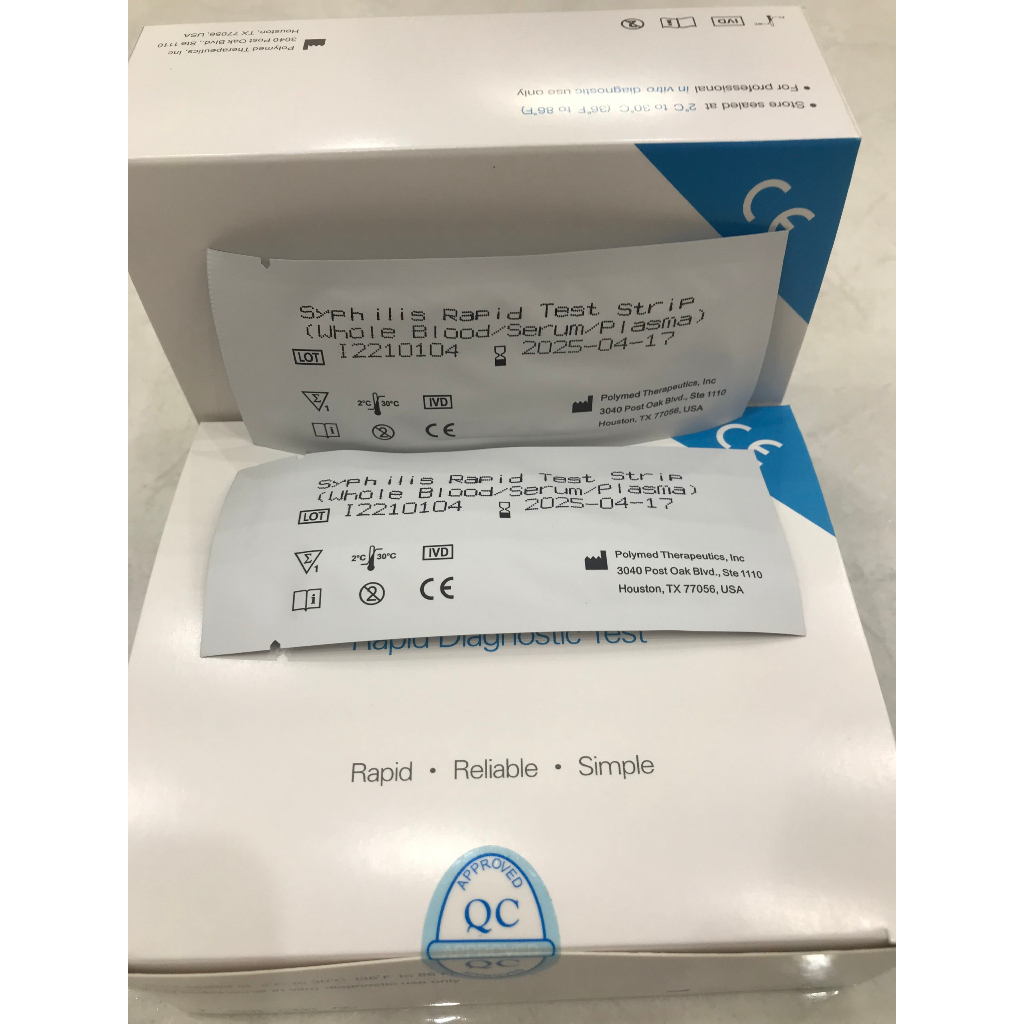 Polymed Therapeutics, Inc
3040 Post Oak Blvd., Ste 1110
Houston, TX 77056, USA
IVD
• Store sealed at 2°C to 30°C (36°F to 86°F)
• For professional in vitro diagnostic use only
CE
Syphilis Rapid Test Strip
(Whole Blood/Serum/Plasma)
LOT I2210104 2025-04-17
Σ 1
2°C 30°C
IVD
i
2
CE
Polymed Therapeutics, Inc
3040 Post Oak Blvd., Ste 1110
Houston, TX 77056, USA
CE
Syphilis Rapid Test Strip
(Whole Blood/Serum/Plasma)
LOT I2210104 2025-04-17
Σ 1
2°C 30°C
IVD
i
2
CE
Polymed Therapeutics, Inc
3040 Post Oak Blvd., Ste 1110
Houston, TX 77056, USA
Rapid Diagnostic Test
Rapid • Reliable • Simple
APPROVED
QC
QC